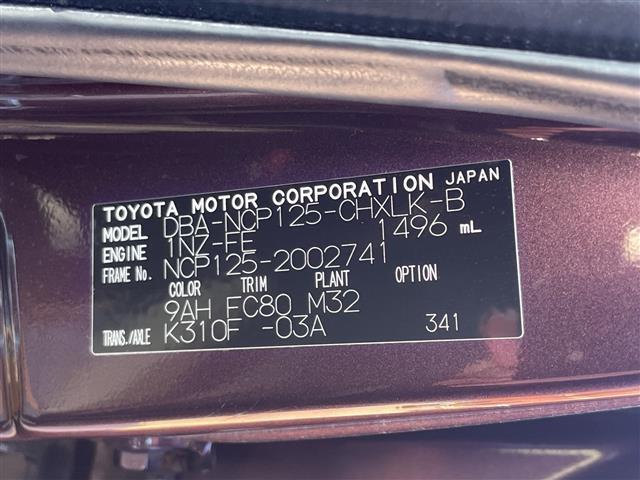 TOYOTA MOTOR CORPORATION JAPAN
MODEL DBA-NCP125-CHXLK-B
ENGINE 1NZ-FE 1496 mL
FRAME No. NCP125-2002741
COLOR TRIM PLANT OPTION
9AH FC80 M32
TRANS./AXLE K310F -03A 341